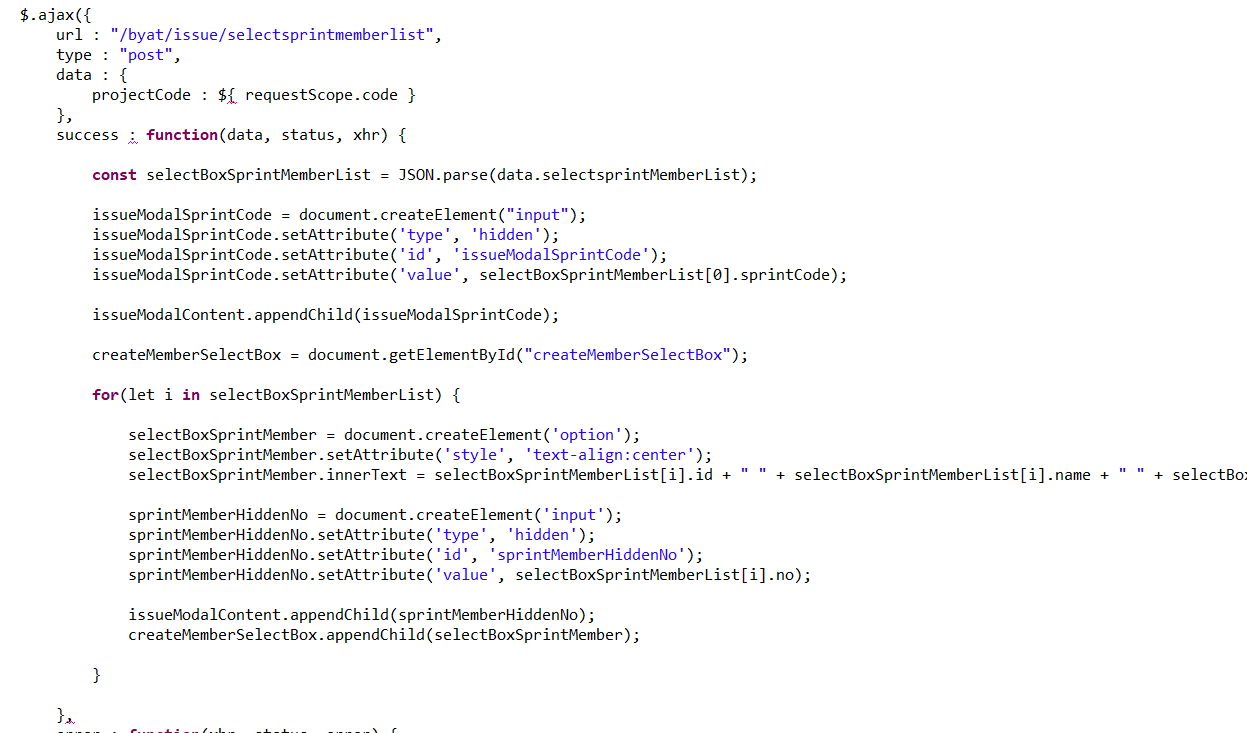 $.ajax({
url : "/byat/issue/selectsprintmemberlist",
type : "post",
data : {
projectCode : ${ requestScope.code }
},
success : function(data, status, xhr) {
const selectBoxSprintMemberList = JSON.parse(data.selectsprintMemberList);
issueModalSprintCode = document.createElement("input");
issueModalSprintCode.setAttribute('type', 'hidden');
issueModalSprintCode.setAttribute('id', 'issueModalSprintCode');
issueModalSprintCode.setAttribute('value', selectBoxSprintMemberList[0].sprintCode);
issueModalContent.appendChild(issueModalSprintCode);
createMemberSelectBox = document.getElementById("createMemberSelectBox");
for(let i in selectBoxSprintMemberList) {
selectBoxSprintMember = document.createElement('option');
selectBoxSprintMember.setAttribute('style', 'text-align:center');
selectBoxSprintMember.innerText = selectBoxSprintMemberList[i].id + " " + selectBoxSprintMemberList[i].name + " " + selectBo
sprintMemberHiddenNo = document.createElement('input');
sprintMemberHiddenNo.setAttribute('type', 'hidden');
sprintMemberHiddenNo.setAttribute('id', 'sprintMemberHiddenNo');
sprintMemberHiddenNo.setAttribute('value', selectBoxSprintMemberList[i].no);
issueModalContent.appendChild(sprintMemberHiddenNo);
createMemberSelectBox.appendChild(selectBoxSprintMember);
}
},